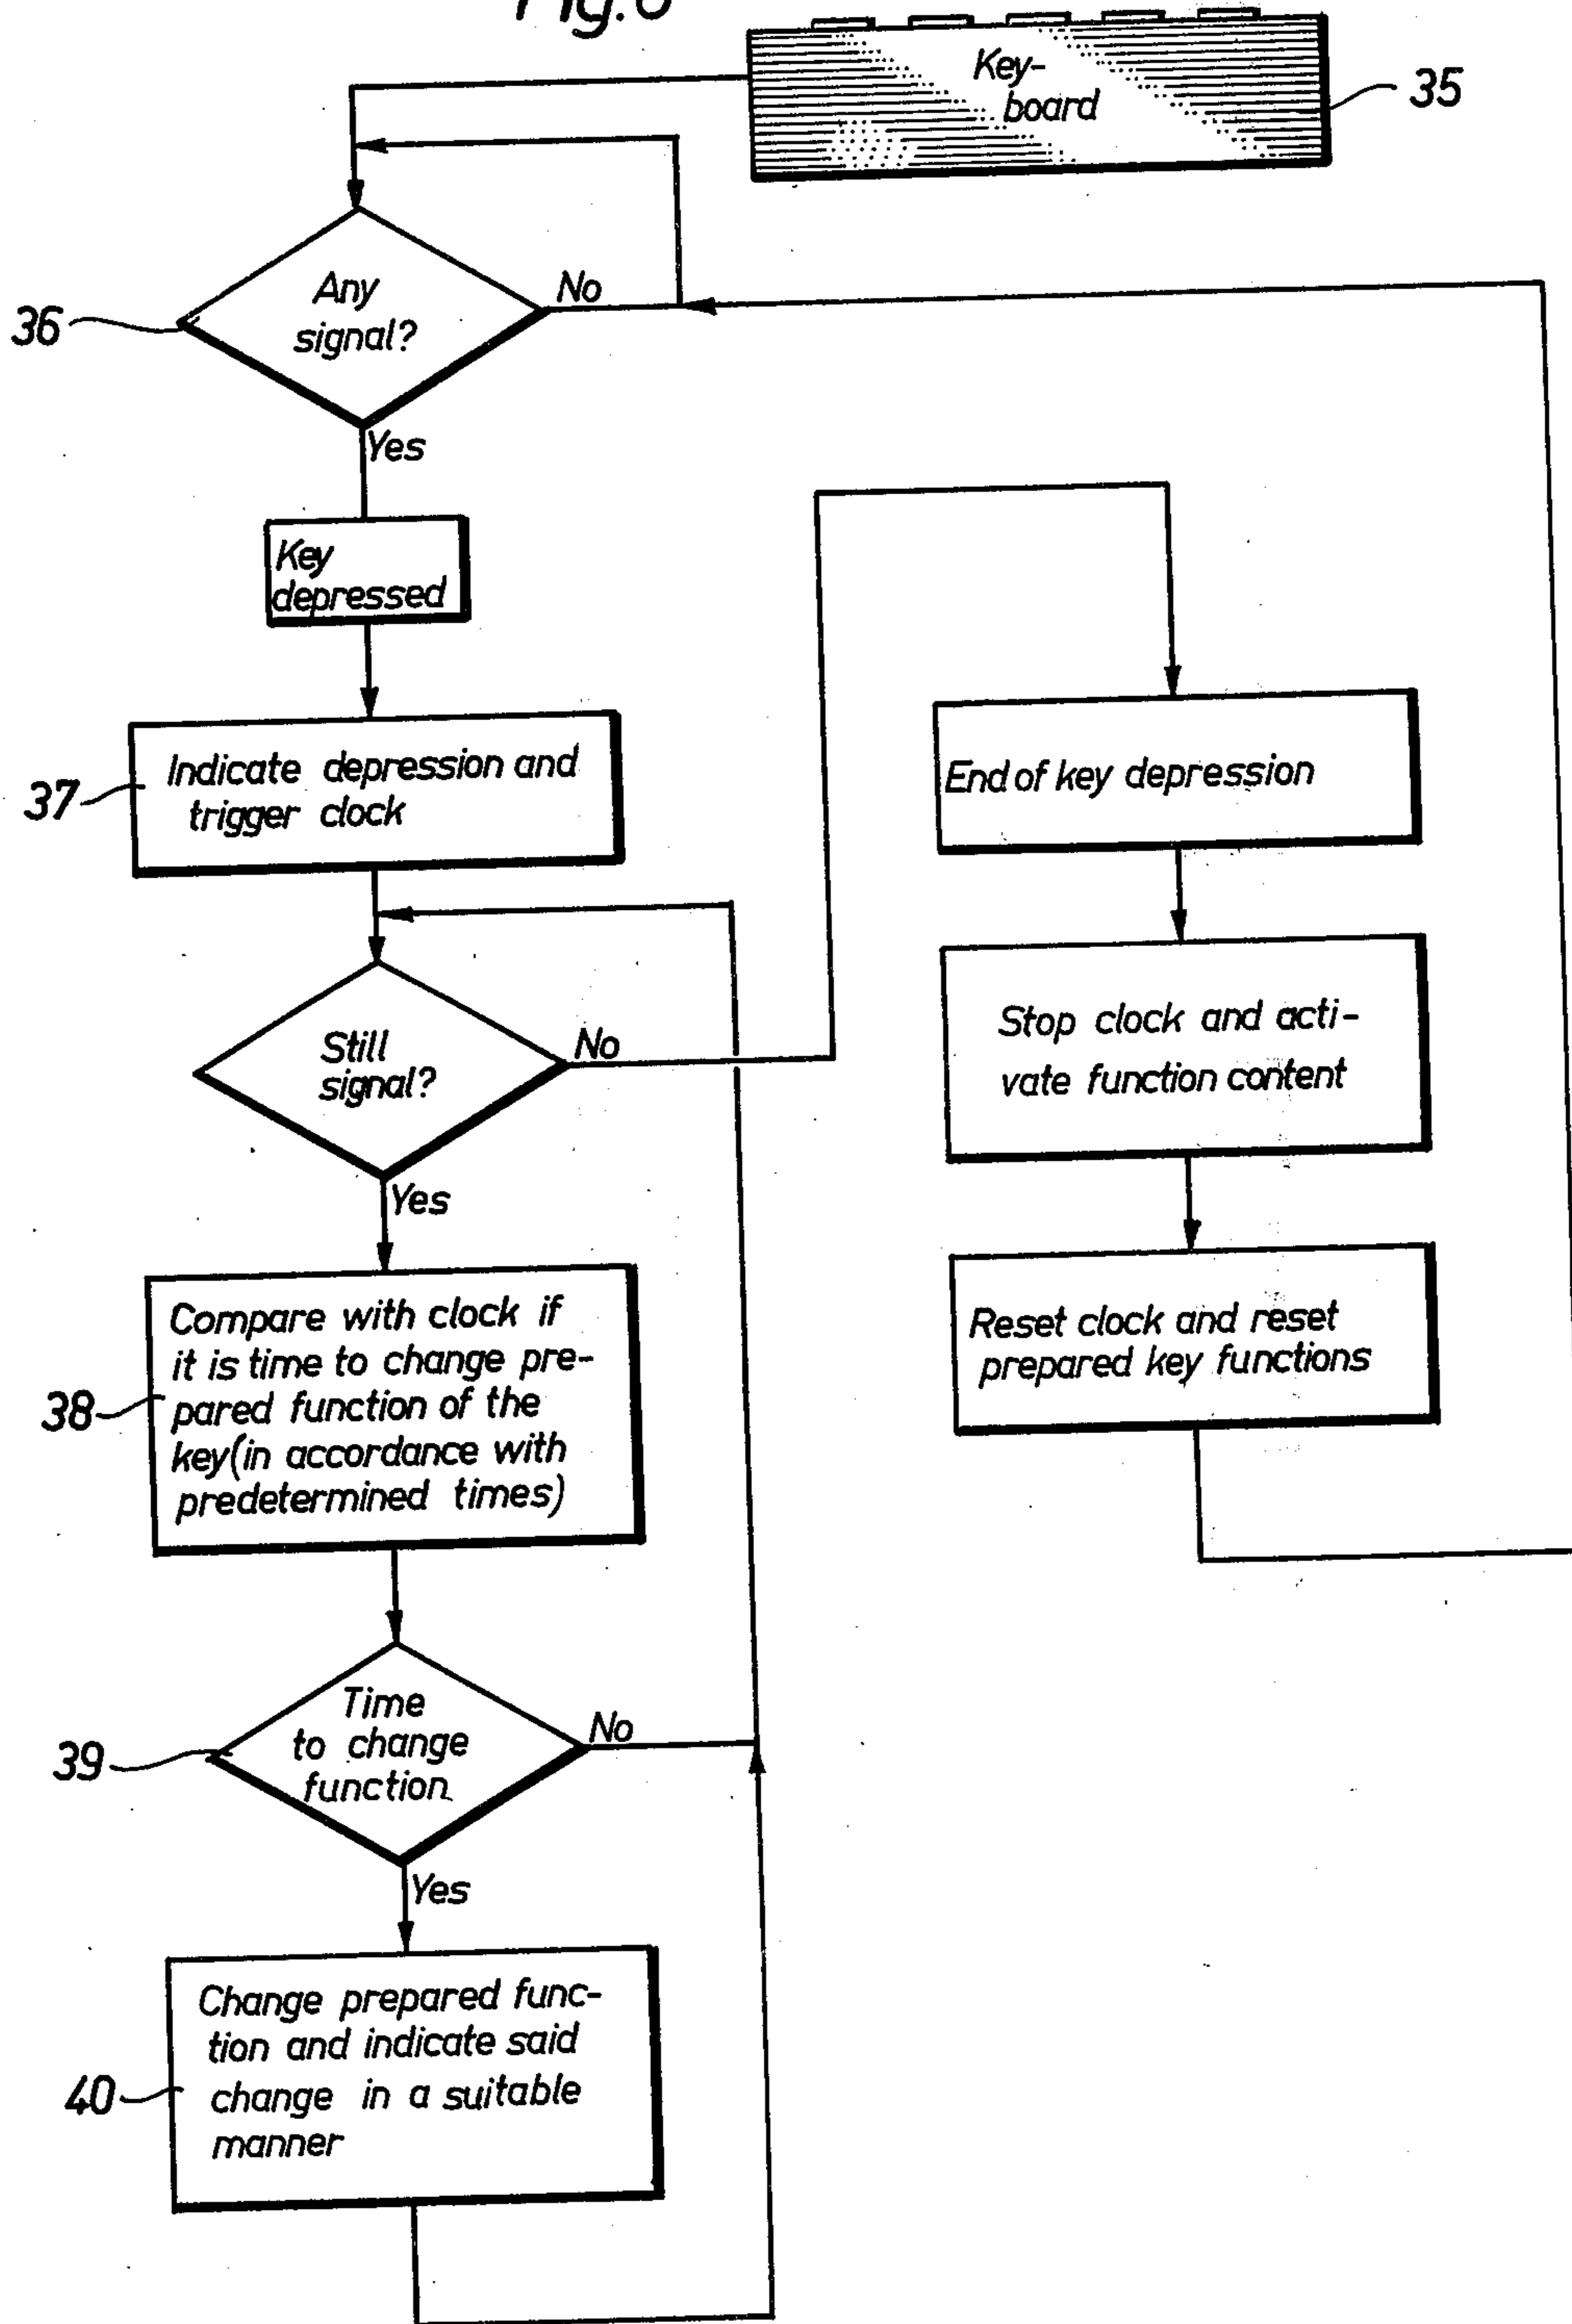 Key-
board
35
Any
signal?
36
No
Yes
Key
depressed
Indicate depression and
trigger clock
37
Still
signal?
No
Yes
Compare with clock if
it is time to change pre-
pared function of the
key(in accordance with
predetermined times)
38
Time
to change
function
39
No
Yes
Change prepared func-
tion and indicate said
change in a suitable
manner
40
End of key depression
Stop clock and acti-
vate function content
Reset clock and reset
prepared key functions